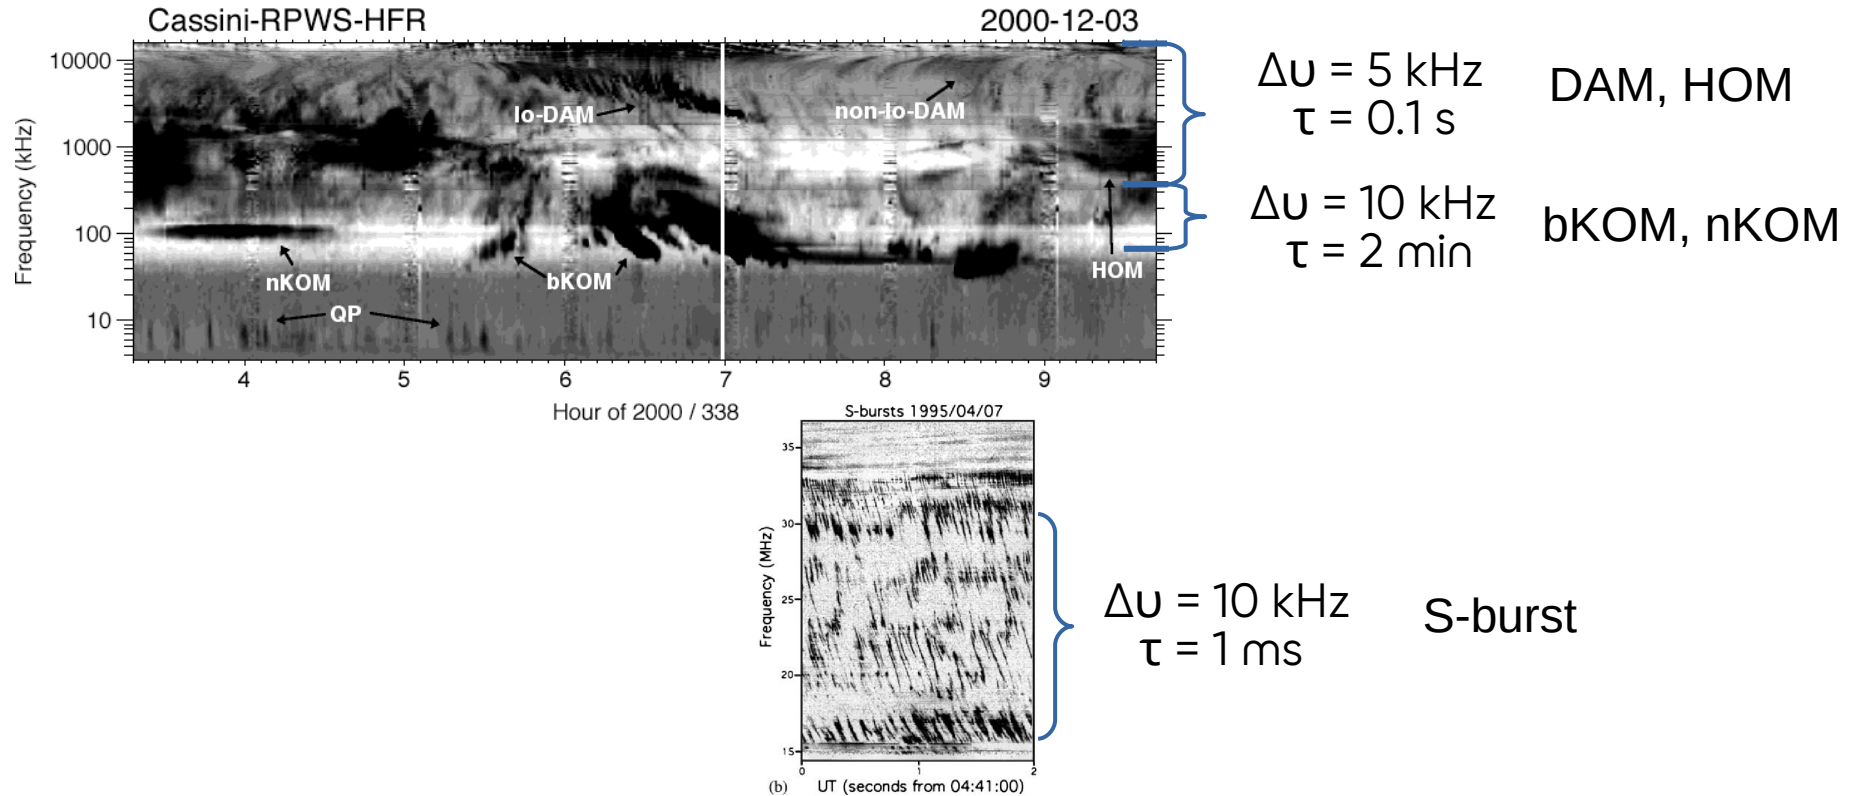 Cassini-RPWS-HFR
2000-12-03
10000
1000
100
10
Frequency (kHz)
Io-DAM
non-Io-DAM
nKOM
bKOM
HOM
QP
4 5 6 7 8 9
Hour of 2000 / 338
Δυ = 5 kHz
τ = 0.1 s
DAM, HOM
Δυ = 10 kHz
τ = 2 min
bKOM, nKOM
S-bursts 1995/04/07
35
30
25
20
15
Frequency (MHz)
0 1 2
(b) UT (seconds from 04:41:00)
Δυ = 10 kHz
τ = 1 ms
S-burst